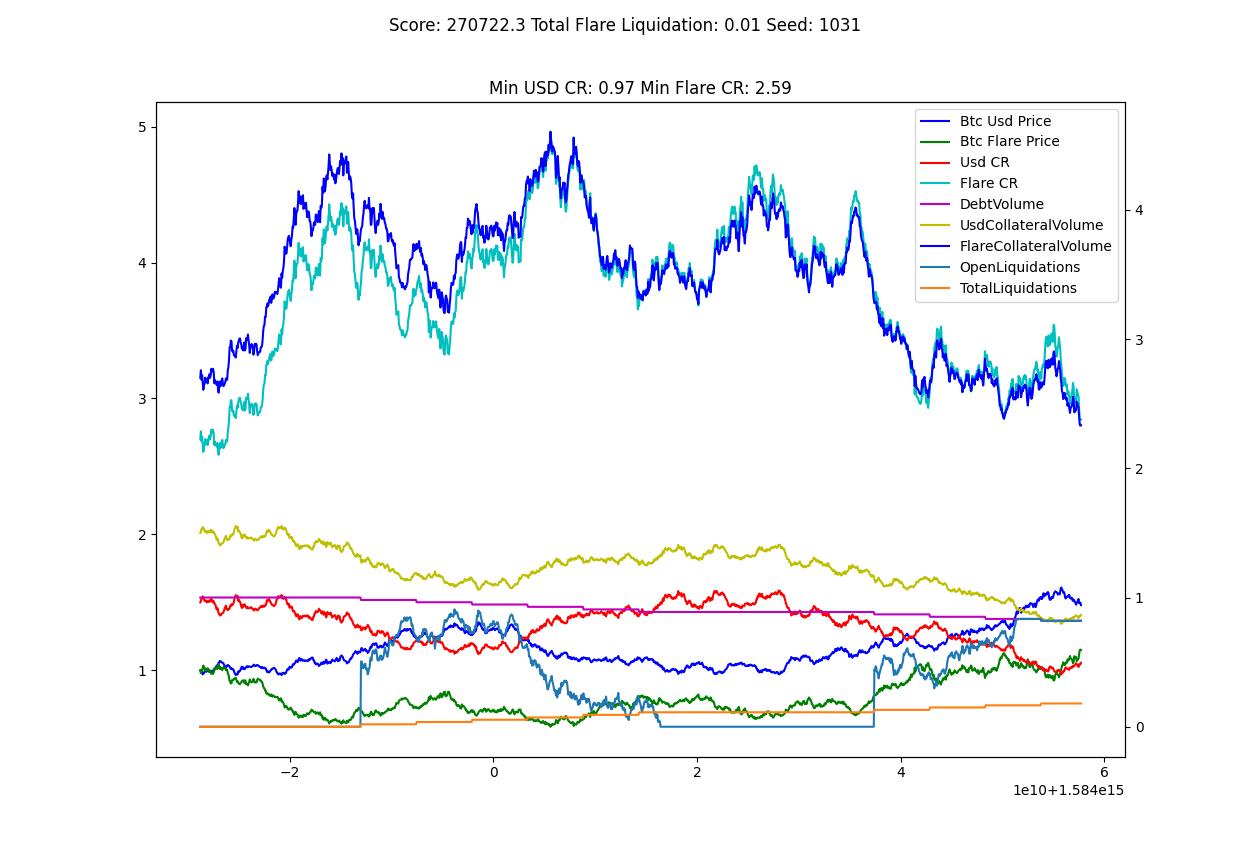 Score: 270722.3 Total Flare Liquidation: 0.01 Seed: 1031
Min USD CR: 0.97 Min Flare CR: 2.59
5
4
3
2
1
4
3
2
1
0
Btc Usd Price
Btc Flare Price
Usd CR
Flare CR
DebtVolume
UsdCollateralVolume
FlareCollateralVolume
OpenLiquidations
TotalLiquidations
−2 0 2 4 6
1e10+1.584e15